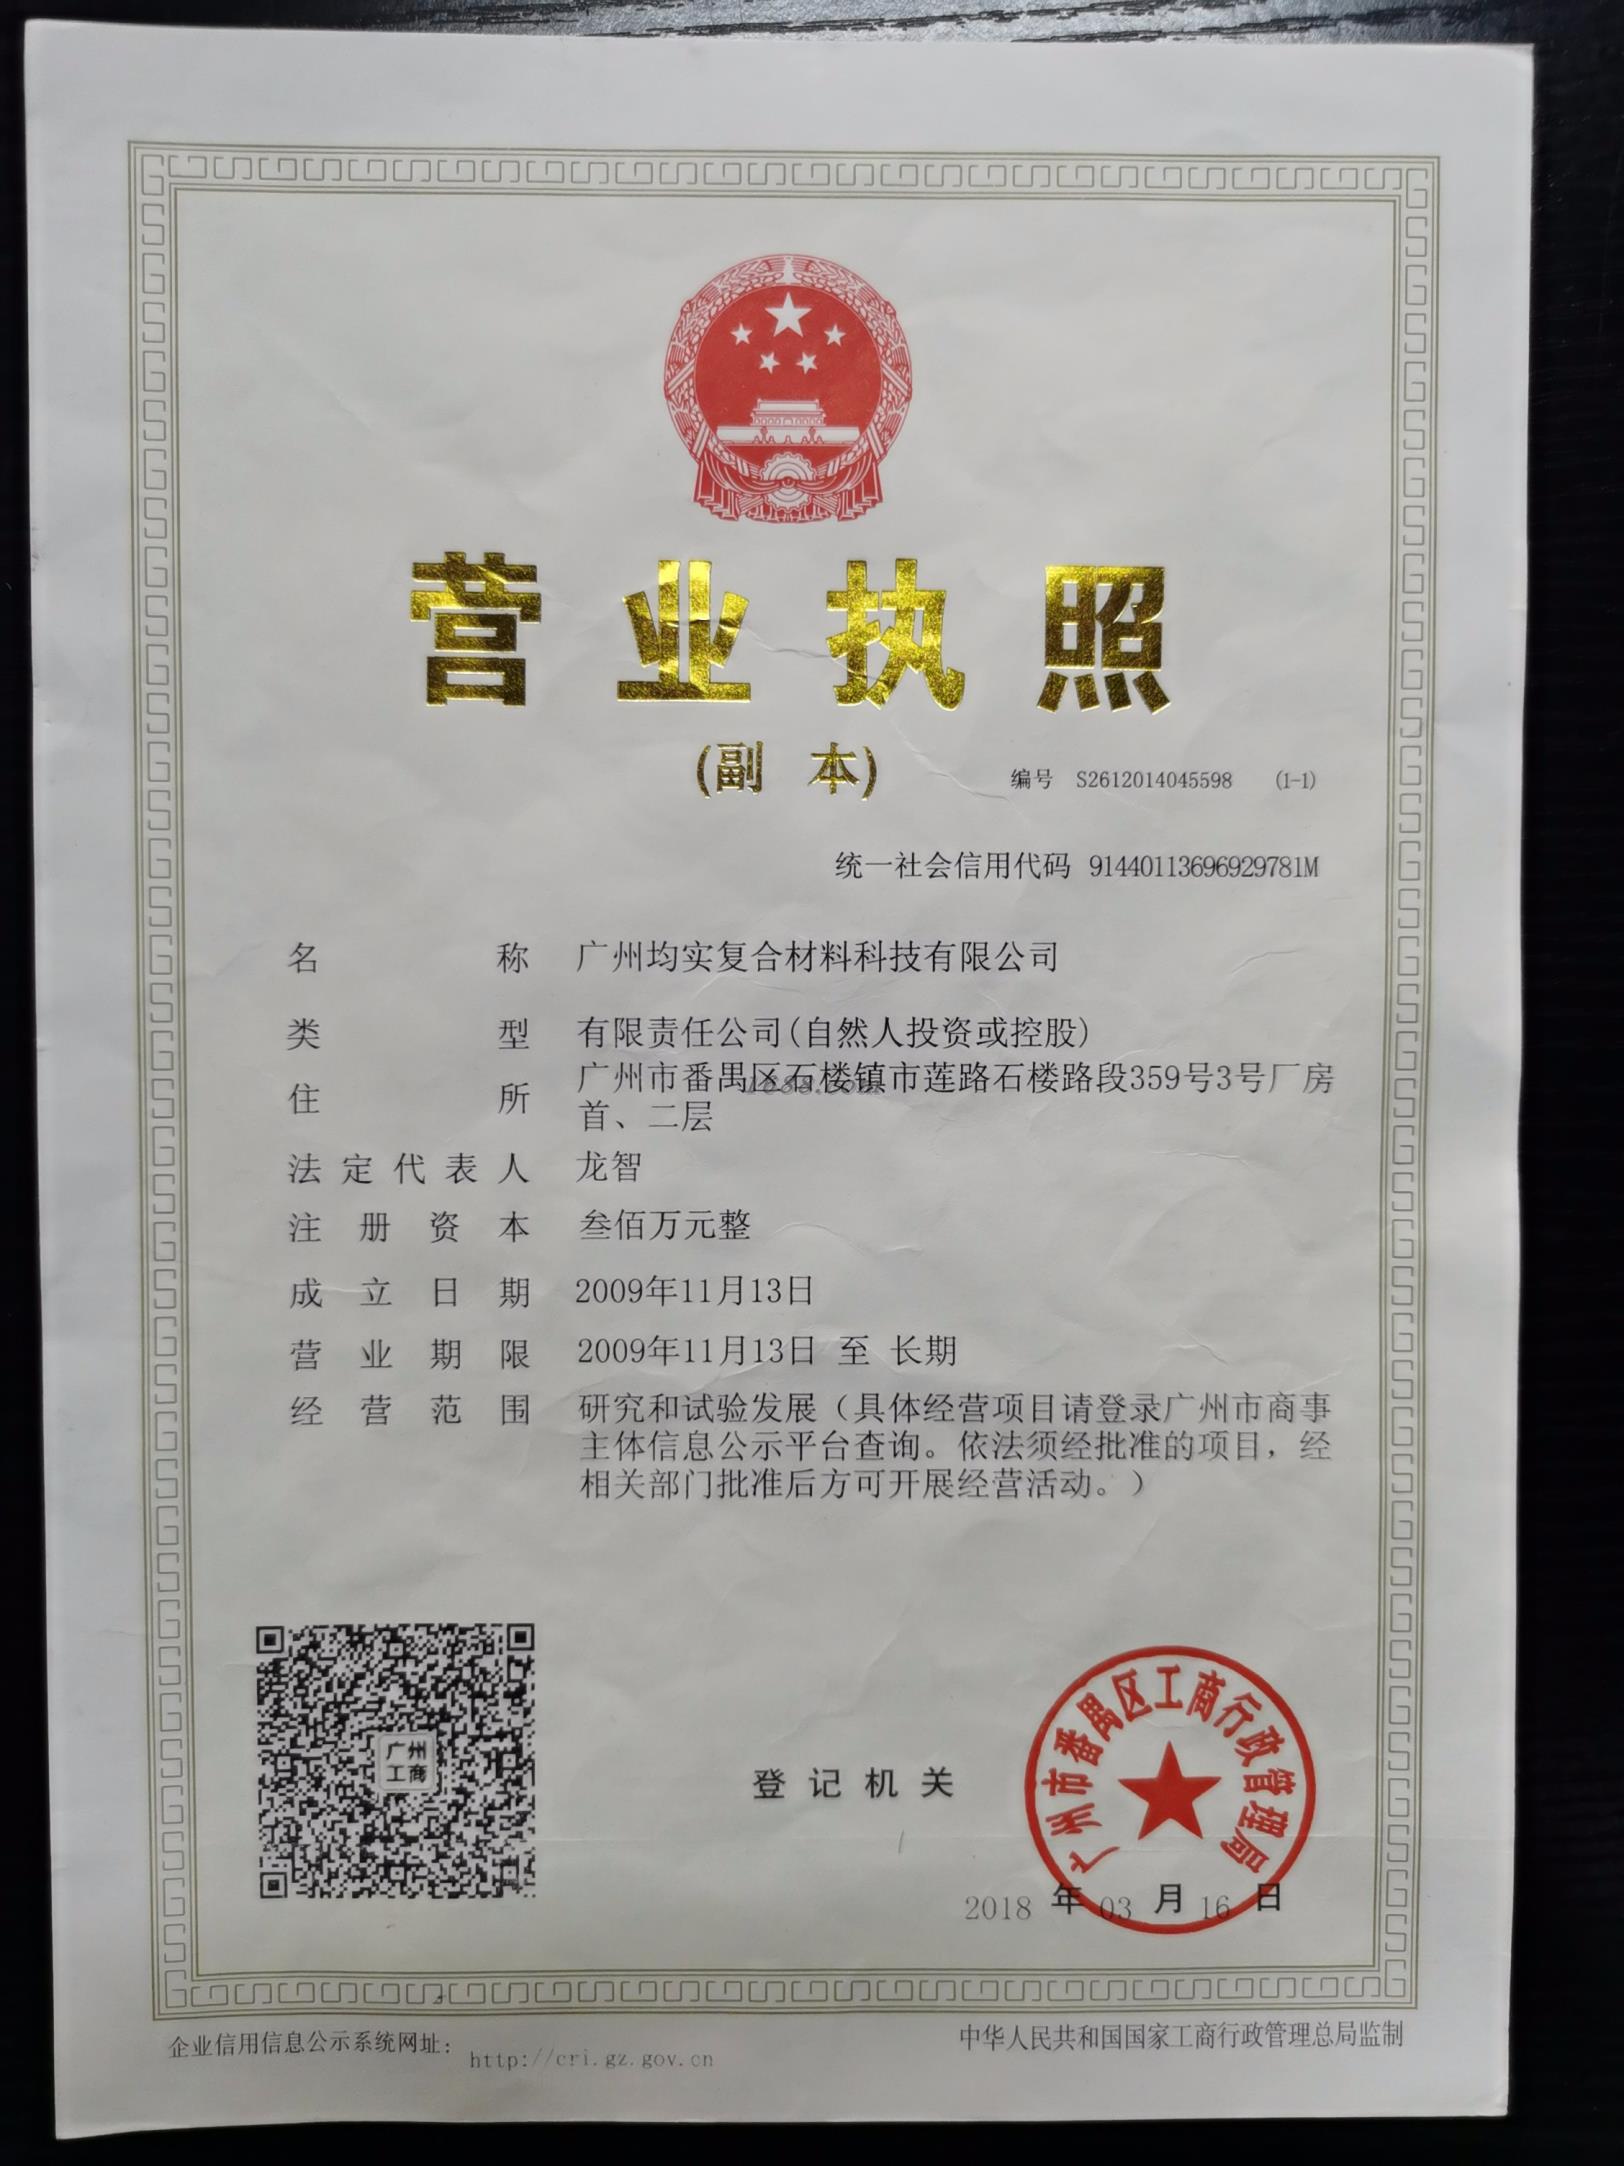 营业执照
(副 本)
编号 S2612014045598 (1-1)
统一社会信用代码 91440113696929781M
名称 广州均实复合材料科技有限公司
类型 有限责任公司(自然人投资或控股)
住所 广州市番禺区石楼镇市莲路石楼路段359号3号厂房
首、二层
1688.com
法定代表人 龙智
注册资本 叁佰万元整
成立日期 2009年11月13日
营业期限 2009年11月13日 至 长期
经营范围 研究和试验发展（具体经营项目请登录广州市商事
主体信息公示平台查询。依法须经批准的项目，经
相关部门批准后方可开展经营活动。）
广州
工商
登记机关
广州市番禺区工商行政管理局
2018 年 03 月 16 日
企业信用信息公示系统网址： http://cri.gz.gov.cn
中华人民共和国国家工商行政管理总局监制